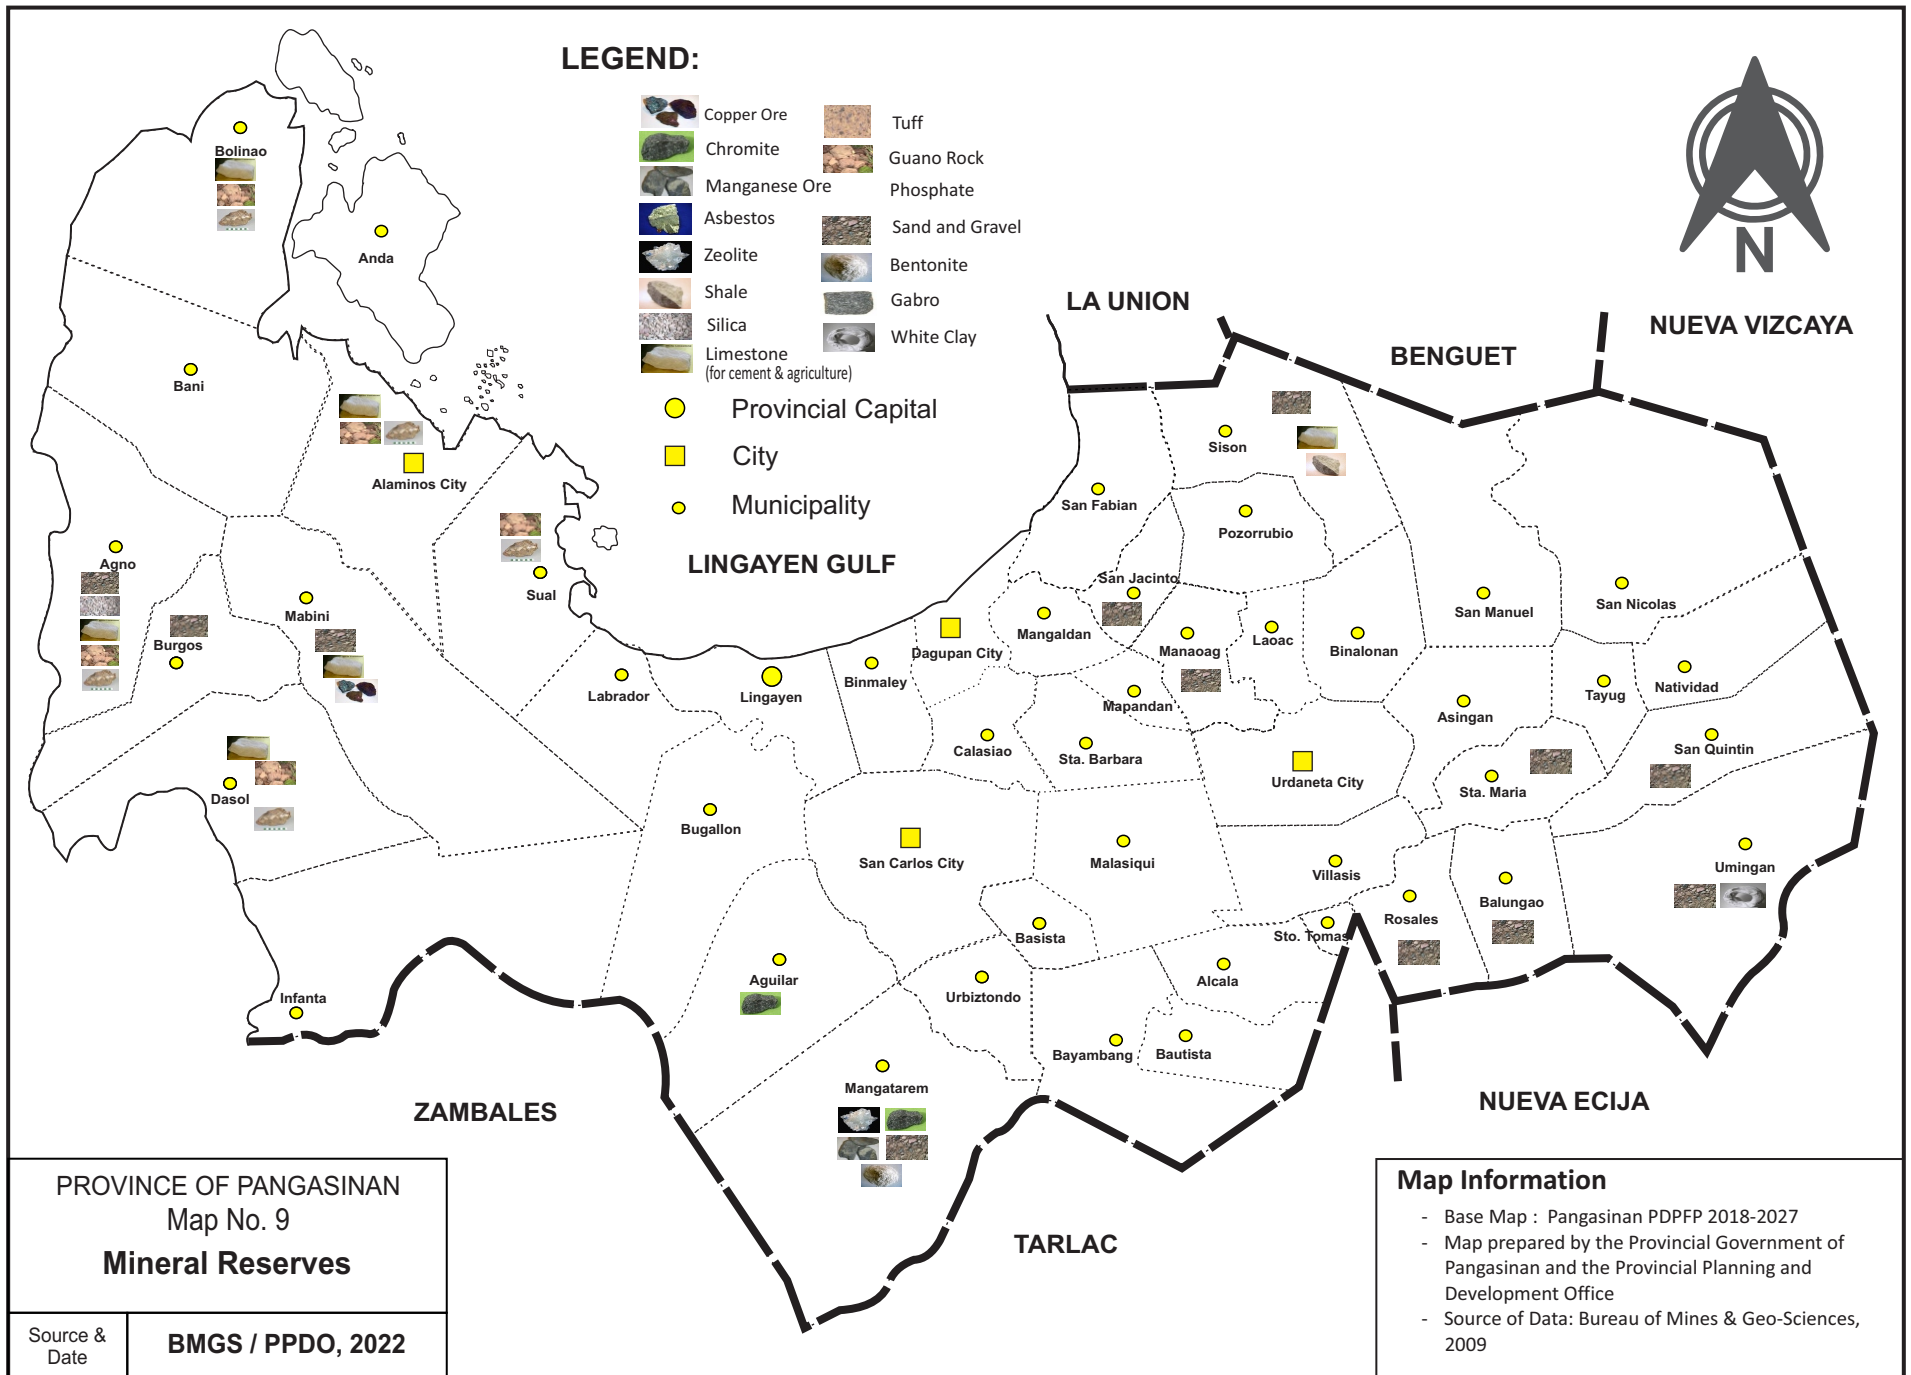 LEGEND:
Copper Ore
Chromite
Manganese Ore
Asbestos
Zeolite
Shale
Silica
Limestone
(for cement & agriculture)
Tuff
Guano Rock
Phosphate
Sand and Gravel
Bentonite
Gabro
White Clay
Provincial Capital
City
Municipality
N
LA UNION
BENGUET
NUEVA VIZCAYA
LINGAYEN GULF
Bolinao
Anda
Bani
Alaminos City
Agno
Burgos
Mabini
Sual
Dasol
Infanta
Labrador
Lingayen
Binmaley
Dagupan City
Mangaldan
San Jacinto
San Fabian
Sison
Pozorrubio
Manaoag
Laoac
Binalonan
San Manuel
San Nicolas
Natividad
Tayug
Asingan
San Quintin
Sta. Maria
Urdaneta City
Mapandan
Sta. Barbara
Calasiao
Bugallon
San Carlos City
Malasiqui
Villasis
Rosales
Balungao
Umingan
Sto. Tomas
Basista
Aguilar
Urbiztondo
Alcala
Bayambang
Bautista
Mangatarem
ZAMBALES
TARLAC
NUEVA ECIJA
PROVINCE OF PANGASINAN
Map No. 9
Mineral Reserves
Source &
Date
BMGS / PPDO, 2022
Map Information
- Base Map : Pangasinan PDPFP 2018-2027
- Map prepared by the Provincial Government of
Pangasinan and the Provincial Planning and
Development Office
- Source of Data: Bureau of Mines & Geo-Sciences,
2009